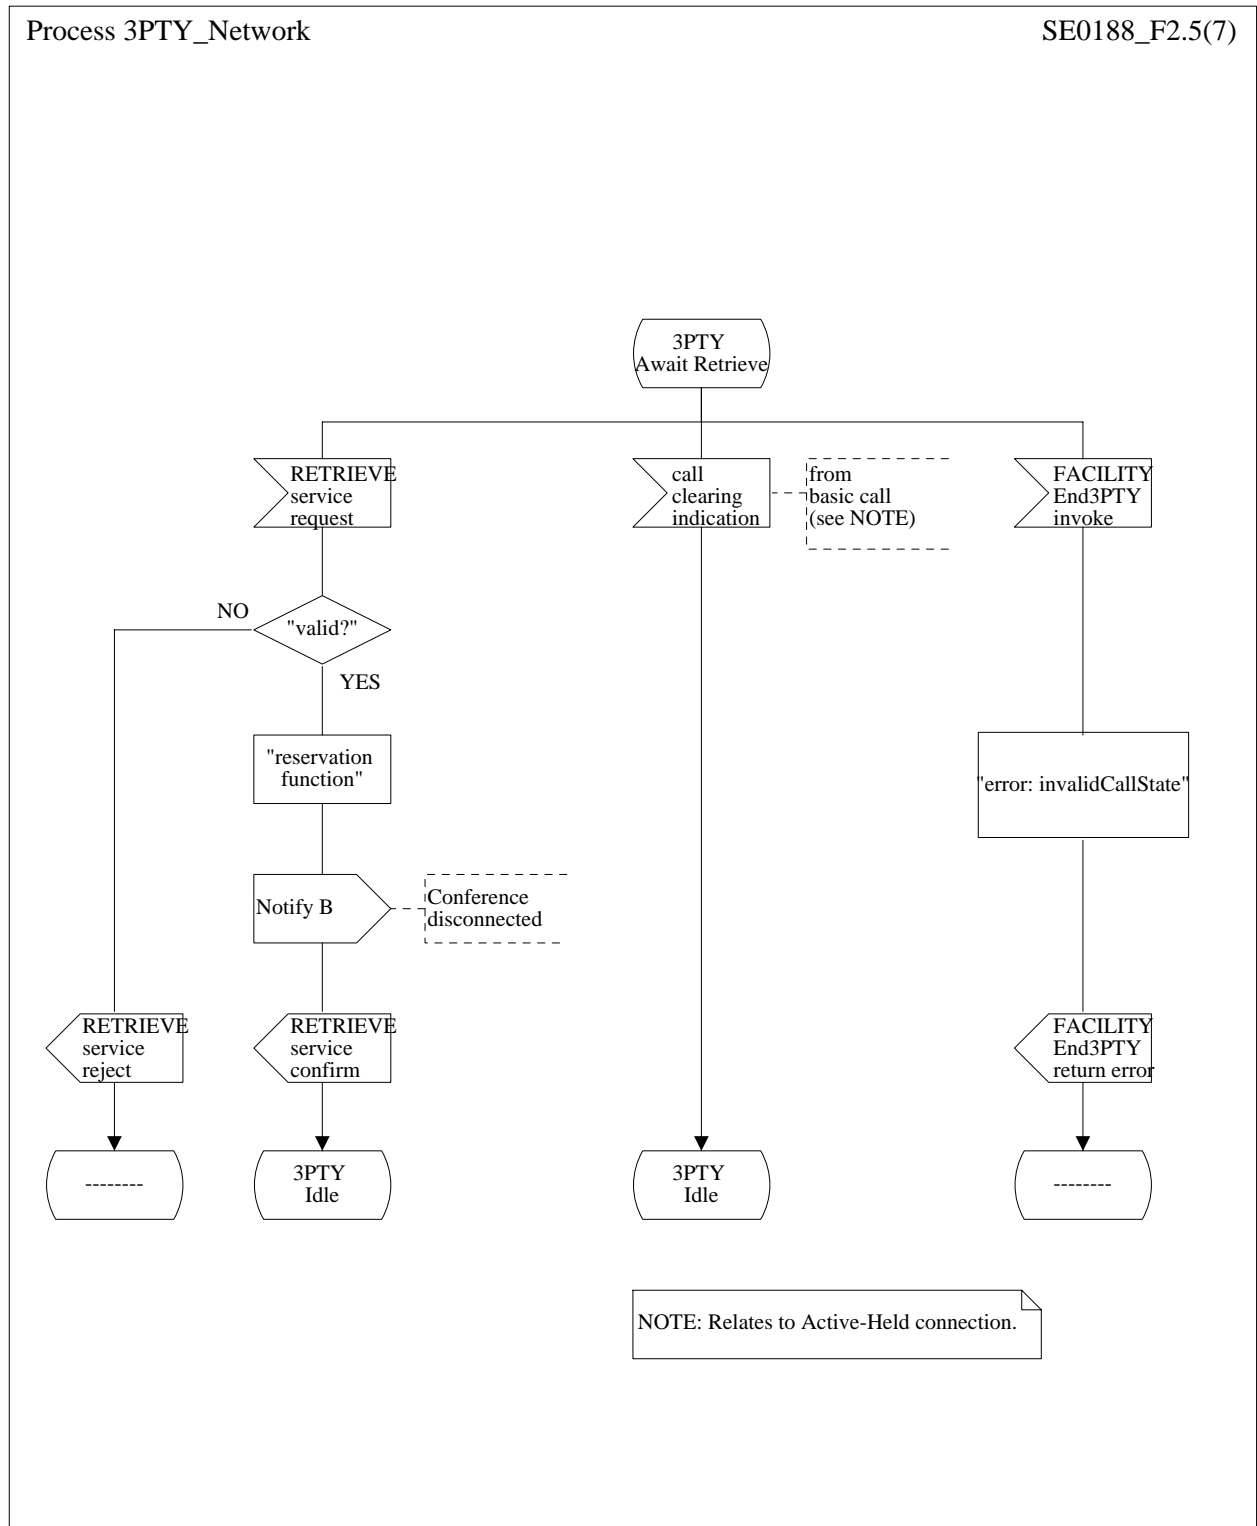 Process 3PTY_Network
SE0188_F2.5(7)
3PTY
Await Retrieve
RETRIEVE
service
request
call
clearing
indication
from
basic call
(see NOTE)
FACILITY
End3PTY
invoke
NO
"valid?"
YES
"reservation
function"
"error: invalidCallState"
Notify B
Conference
disconnected
RETRIEVE
service
reject
RETRIEVE
service
confirm
FACILITY
End3PTY
return error
--------
3PTY
Idle
3PTY
Idle
--------
NOTE: Relates to Active-Held connection.